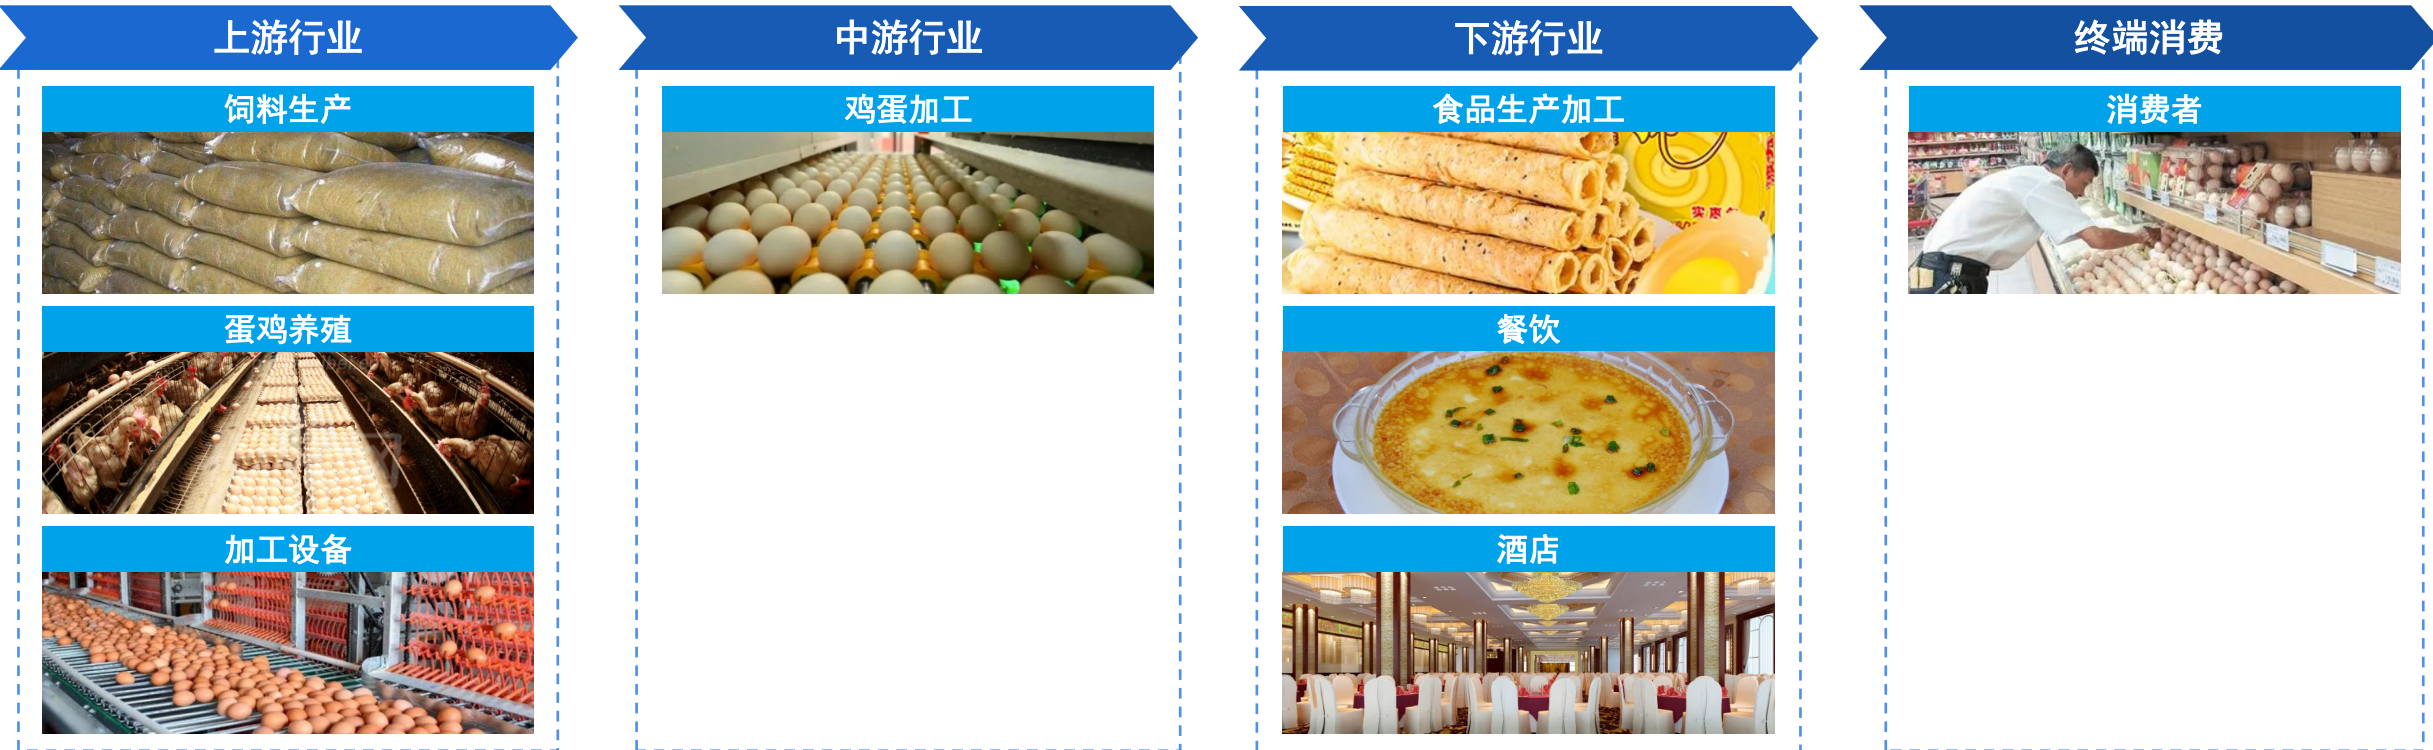 上游行业
饲料生产
蛋鸡养殖
加工设备
中游行业
鸡蛋加工
下游行业
食品生产加工
实惠
餐饮
酒店
终端消费
消费者